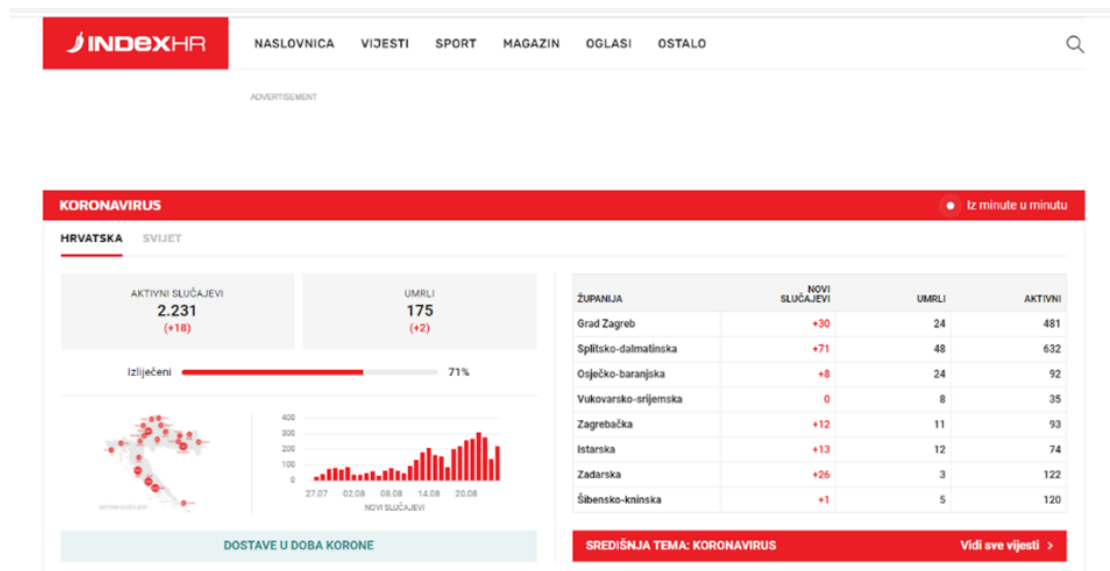 INDEXHR
NASLOVNICA VIJESTI SPORT MAGAZIN OGLASI OSTALO
ADVERTISEMENT
KORONAVIRUS
Iz minute u minutu
HRVATSKA SVIJET
AKTIVNI SLUČAJEVI
2.231
(+18)
UMRLI
175
(+2)
Izliječeni 71%
400
300
200
100
0
27.07 02.08 08.08 14.08 20.08
NOVI SLUČAJEVI
AKTIVNI SLUČAJEVI
DOSTAVE U DOBA KORONE
ŽUPANIJA NOVI SLUČAJEVI UMRLI AKTIVNI
Grad Zagreb +30 24 481
Splitsko-dalmatinska +71 48 632
Osječko-baranjska +8 24 92
Vukovarsko-srijemska 0 8 35
Zagrebačka +12 11 93
Istarska +13 12 74
Zadarska +26 3 122
Šibensko-kninska +1 5 120
SREDIŠNJA TEMA: KORONAVIRUS Vidi sve vijesti >